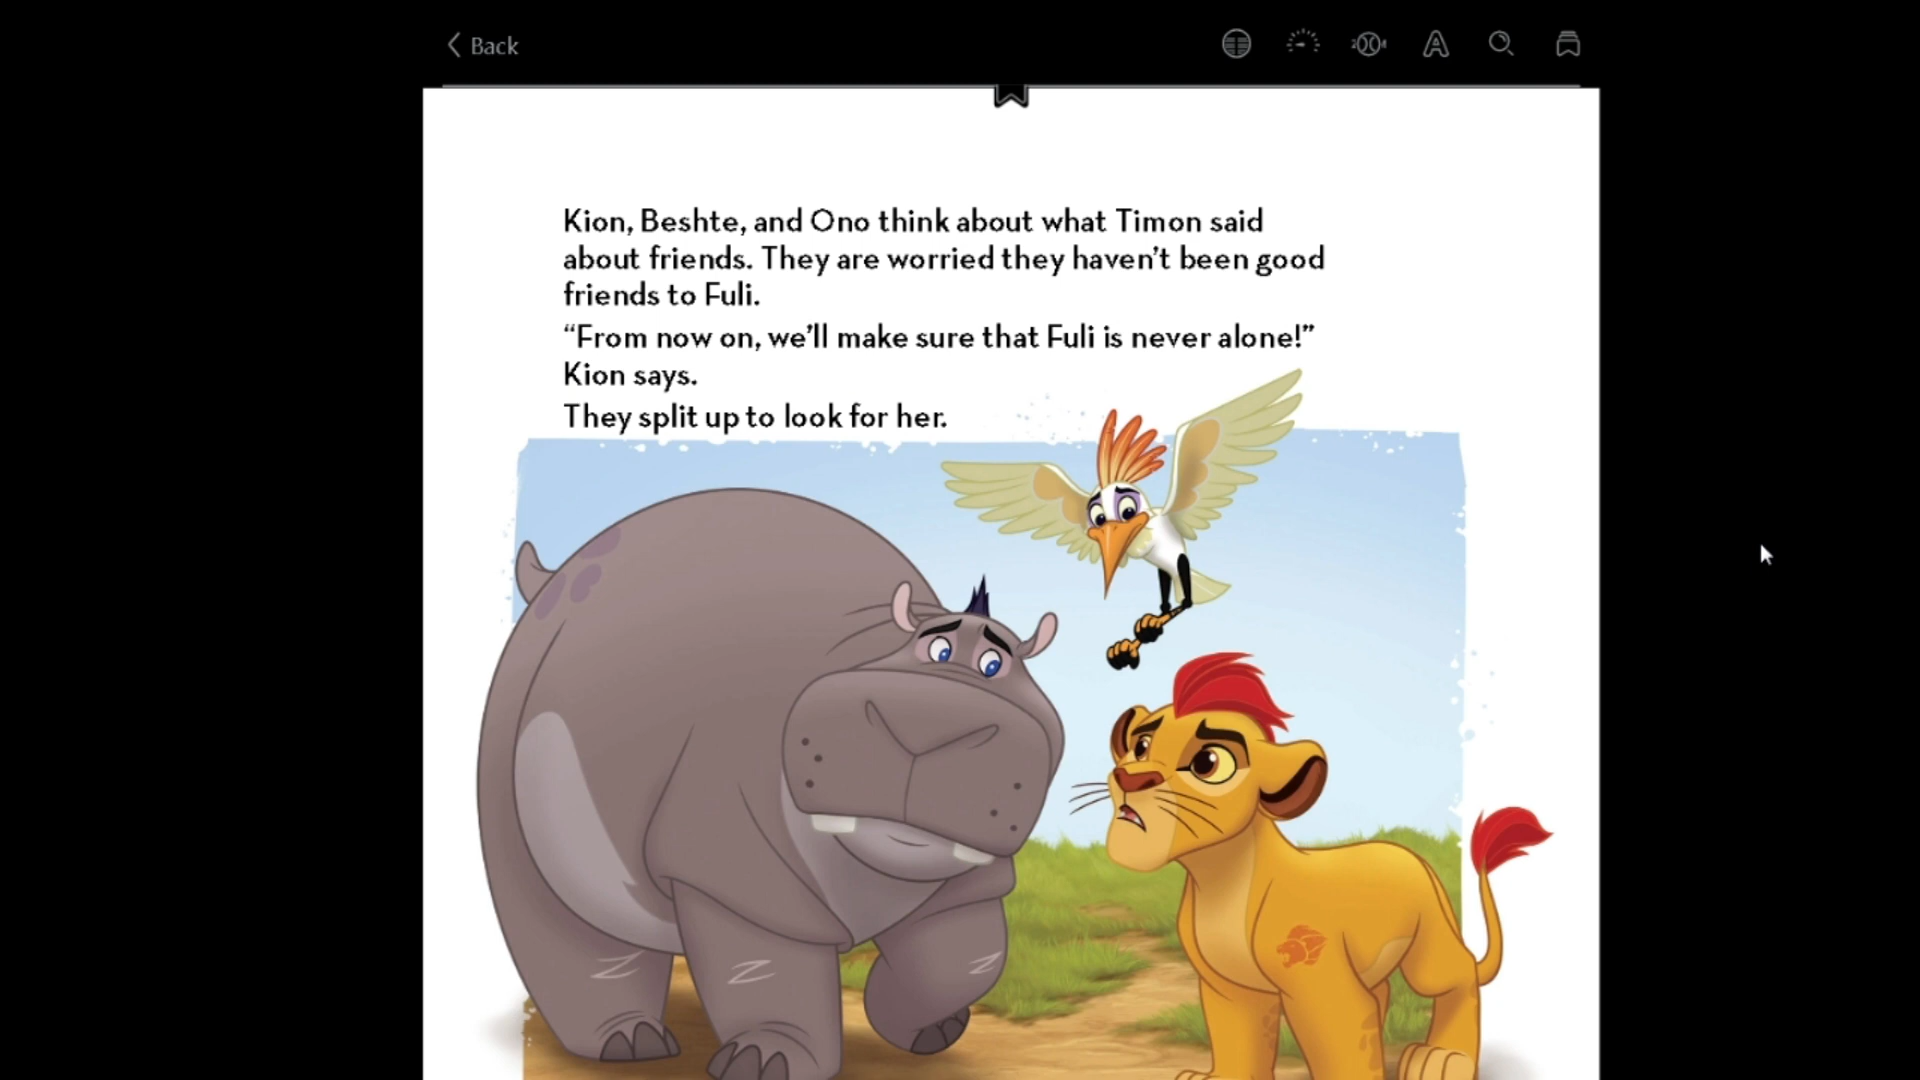 Back
Kion, Beshte, and Ono think about what Timon said
about friends. They are worried they haven’t been good
friends to Fuli.
“From now on, we’ll make sure that Fuli is never alone!”
Kion says.
They split up to look for her.